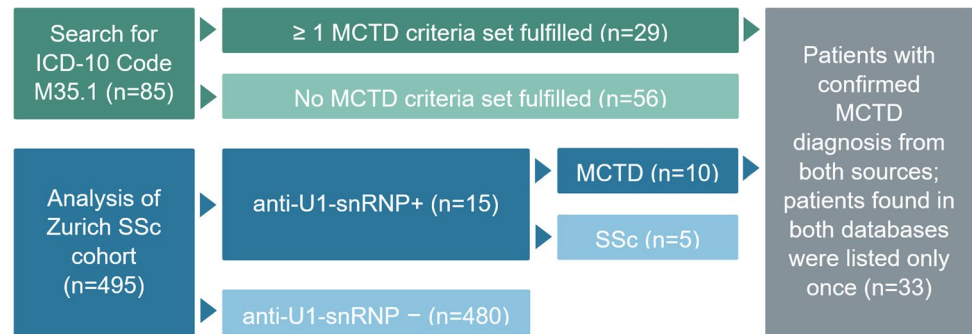 Search for
ICD-10 Code
M35.1 (n=85)
≥ 1 MCTD criteria set fulfilled (n=29)
No MCTD criteria set fulfilled (n=56)
Analysis of
Zurich SSc
cohort
(n=495)
anti-U1-snRNP+ (n=15)
MCTD (n=10)
SSc (n=5)
anti-U1-snRNP − (n=480)
Patients with
confirmed
MCTD
diagnosis from
both sources;
patients found in
both databases
were listed only
once (n=33)